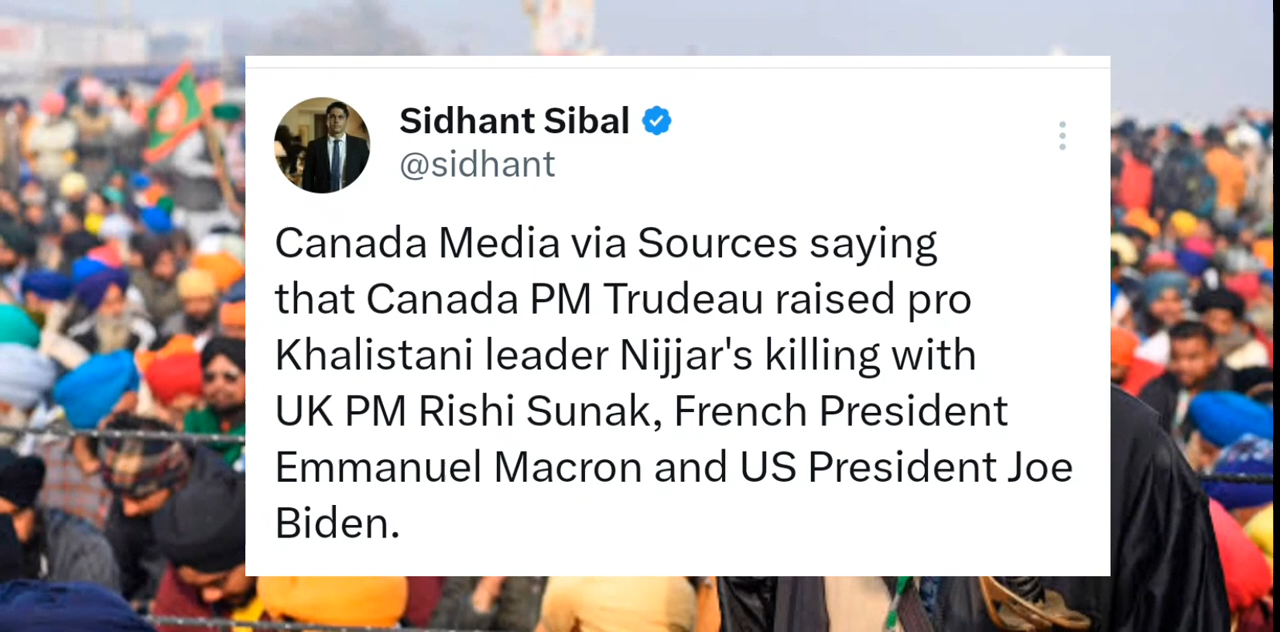 Sidhant Sibal
@sidhant
Canada Media via Sources saying
that Canada PM Trudeau raised pro
Khalistani leader Nijjar's killing with
UK PM Rishi Sunak, French President
Emmanuel Macron and US President Joe
Biden.